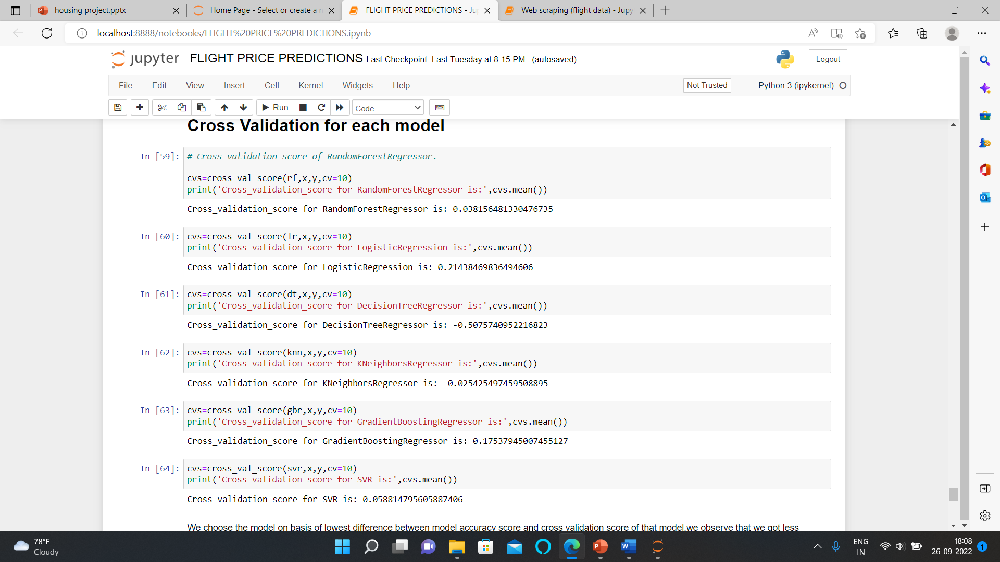 housing project.pptx
Home Page - Select or create a n
FLIGHT PRICE PREDICTIONS - Ju
Web scraping (flight data) - Jupy
localhost:8888/notebooks/FLIGHT%20PRICE%20PREDICTIONS.ipynb
jupyter FLIGHT PRICE PREDICTIONS Last Checkpoint: Last Tuesday at 8:15 PM (autosaved)
Logout
File Edit View Insert Cell Kernel Widgets Help
Not Trusted
Python 3 (ipykernel)
Run
Code
Cross Validation for each model
In [59]: # Cross validation score of RandomForestRegressor.
cvs=cross_val_score(rf,x,y,cv=10)
print('Cross_validation_score for RandomForestRegressor is:',cvs.mean())
Cross_validation_score for RandomForestRegressor is: 0.038156481330476735
In [60]: cvs=cross_val_score(lr,x,y,cv=10)
print('Cross_validation_score for LogisticRegression is:',cvs.mean())
Cross_validation_score for LogisticRegression is: 0.21438469836494606
In [61]: cvs=cross_val_score(dt,x,y,cv=10)
print('Cross_validation_score for DecisionTreeRegressor is:',cvs.mean())
Cross_validation_score for DecisionTreeRegressor is: -0.5075740952216823
In [62]: cvs=cross_val_score(knn,x,y,cv=10)
print('Cross_validation_score for KNeighborsRegressor is:',cvs.mean())
Cross_validation_score for KNeighborsRegressor is: -0.025425497459508895
In [63]: cvs=cross_val_score(gbr,x,y,cv=10)
print('Cross_validation_score for GradientBoostingRegressor is:',cvs.mean())
Cross_validation_score for GradientBoostingRegressor is: 0.17537945007455127
In [64]: cvs=cross_val_score(svr,x,y,cv=10)
print('Cross_validation_score for SVR is:',cvs.mean())
Cross_validation_score for SVR is: 0.058814795605887406
We choose the model on basis of lowest difference between model accuracy score and cross validation score of that model.we observe that we got less
78°F
Cloudy
ENG
IN
18:08
26-09-2022
1